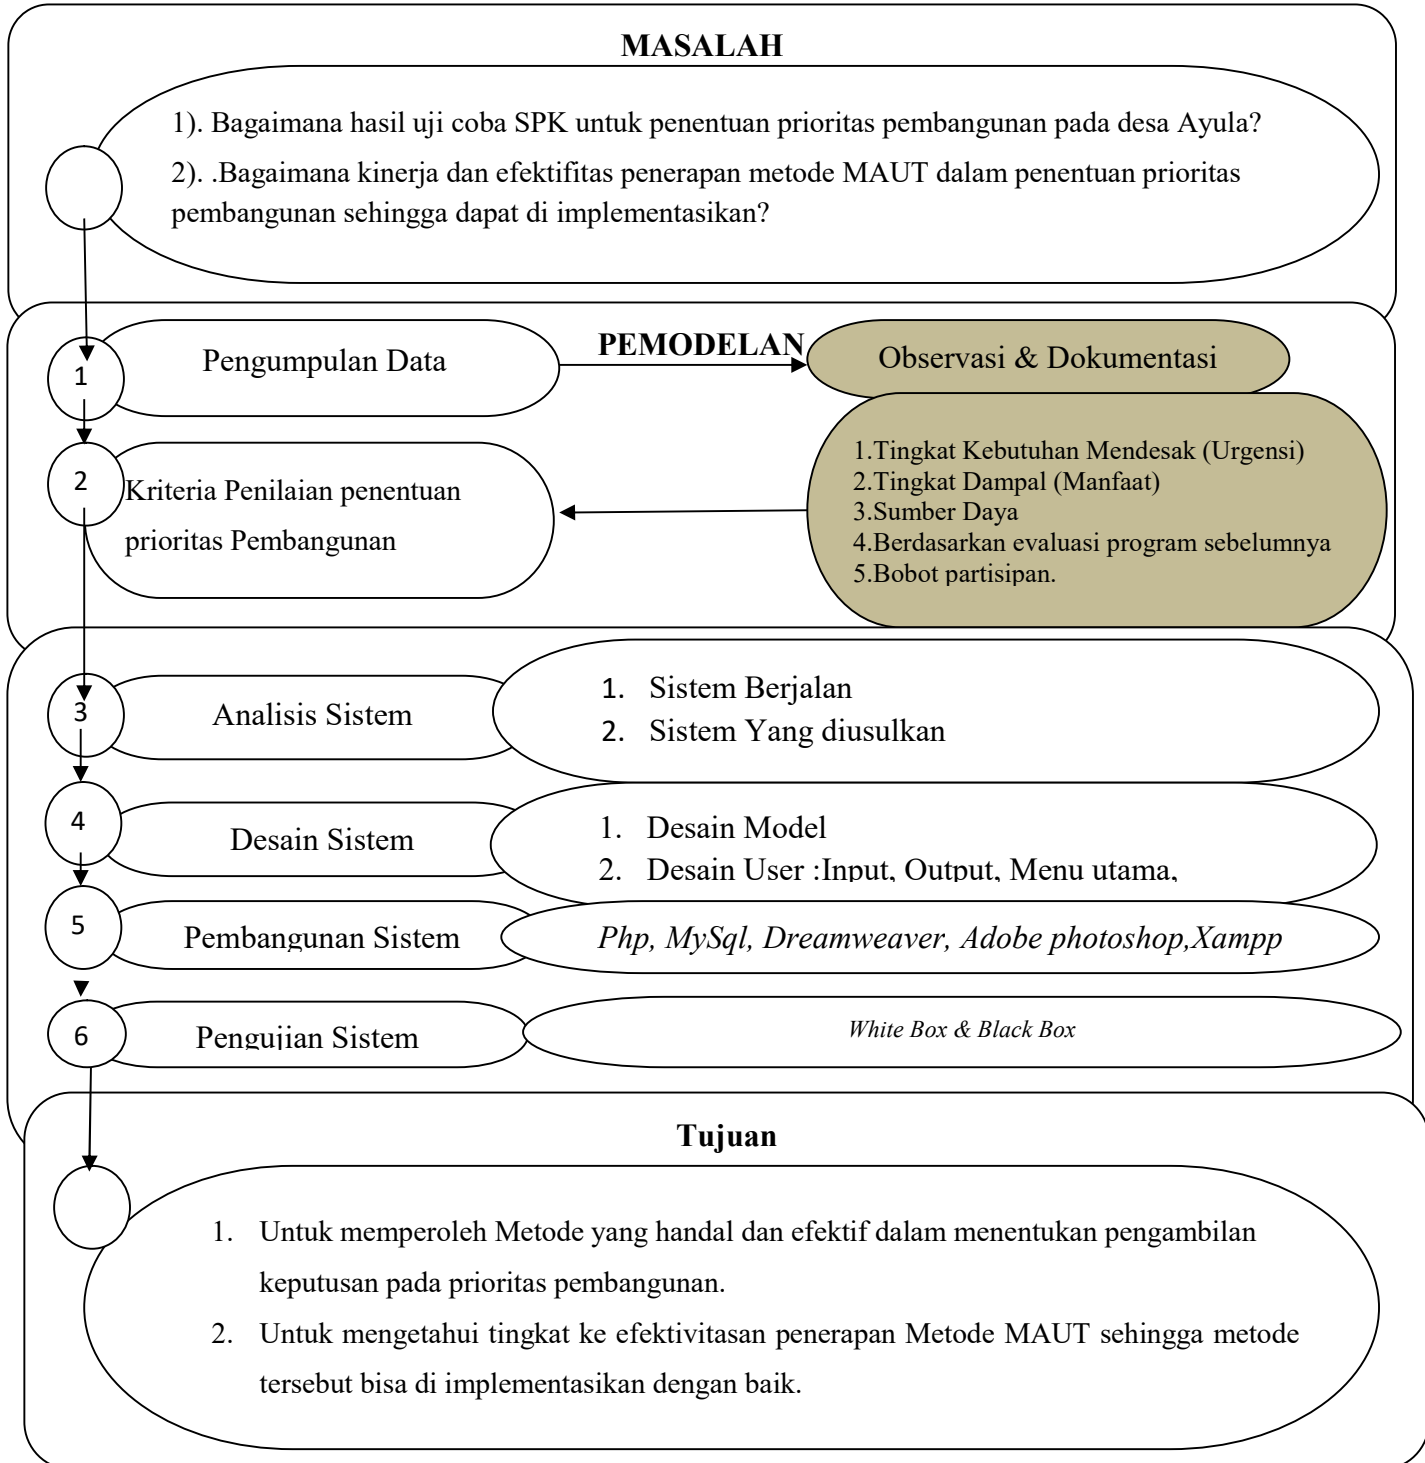 MASALAH
1). Bagaimana hasil uji coba SPK untuk penentuan prioritas pembangunan pada desa Ayula?
2). .Bagaimana kinerja dan efektifitas penerapan metode MAUT dalam penentuan prioritas
pembangunan sehingga dapat di implementasikan?
PEMODELAN
1
Pengumpulan Data
Observasi & Dokumentasi
2
Kriteria Penilaian penentuan
prioritas Pembangunan
1.Tingkat Kebutuhan Mendesak (Urgensi)
2.Tingkat Dampal (Manfaat)
3.Sumber Daya
4.Berdasarkan evaluasi program sebelumnya
5.Bobot partisipan.
3
Analisis Sistem
1. Sistem Berjalan
2. Sistem Yang diusulkan
4
Desain Sistem
1. Desain Model
2. Desain User :Input, Output, Menu utama,
5
Pembangunan Sistem
Php, MySql, Dreamweaver, Adobe photoshop,Xampp
6
Pengujian Sistem
White Box & Black Box
Tujuan
1. Untuk memperoleh Metode yang handal dan efektif dalam menentukan pengambilan
keputusan pada prioritas pembangunan.
2. Untuk mengetahui tingkat ke efektivitasan penerapan Metode MAUT sehingga metode
tersebut bisa di implementasikan dengan baik.